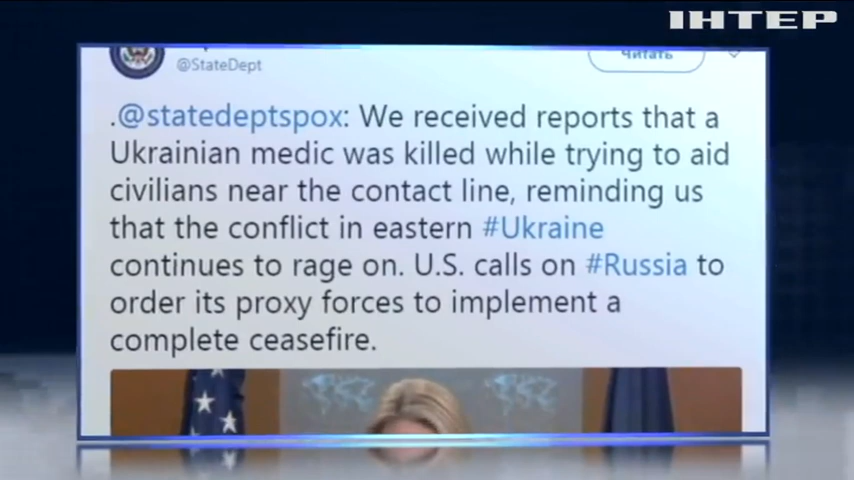 ІНТЕР
@StateDept
Читать
.@statedeptspox: We received reports that a
Ukrainian medic was killed while trying to aid
civilians near the contact line, reminding us
that the conflict in eastern #Ukraine
continues to rage on. U.S. calls on #Russia to
order its proxy forces to implement a
complete ceasefire.